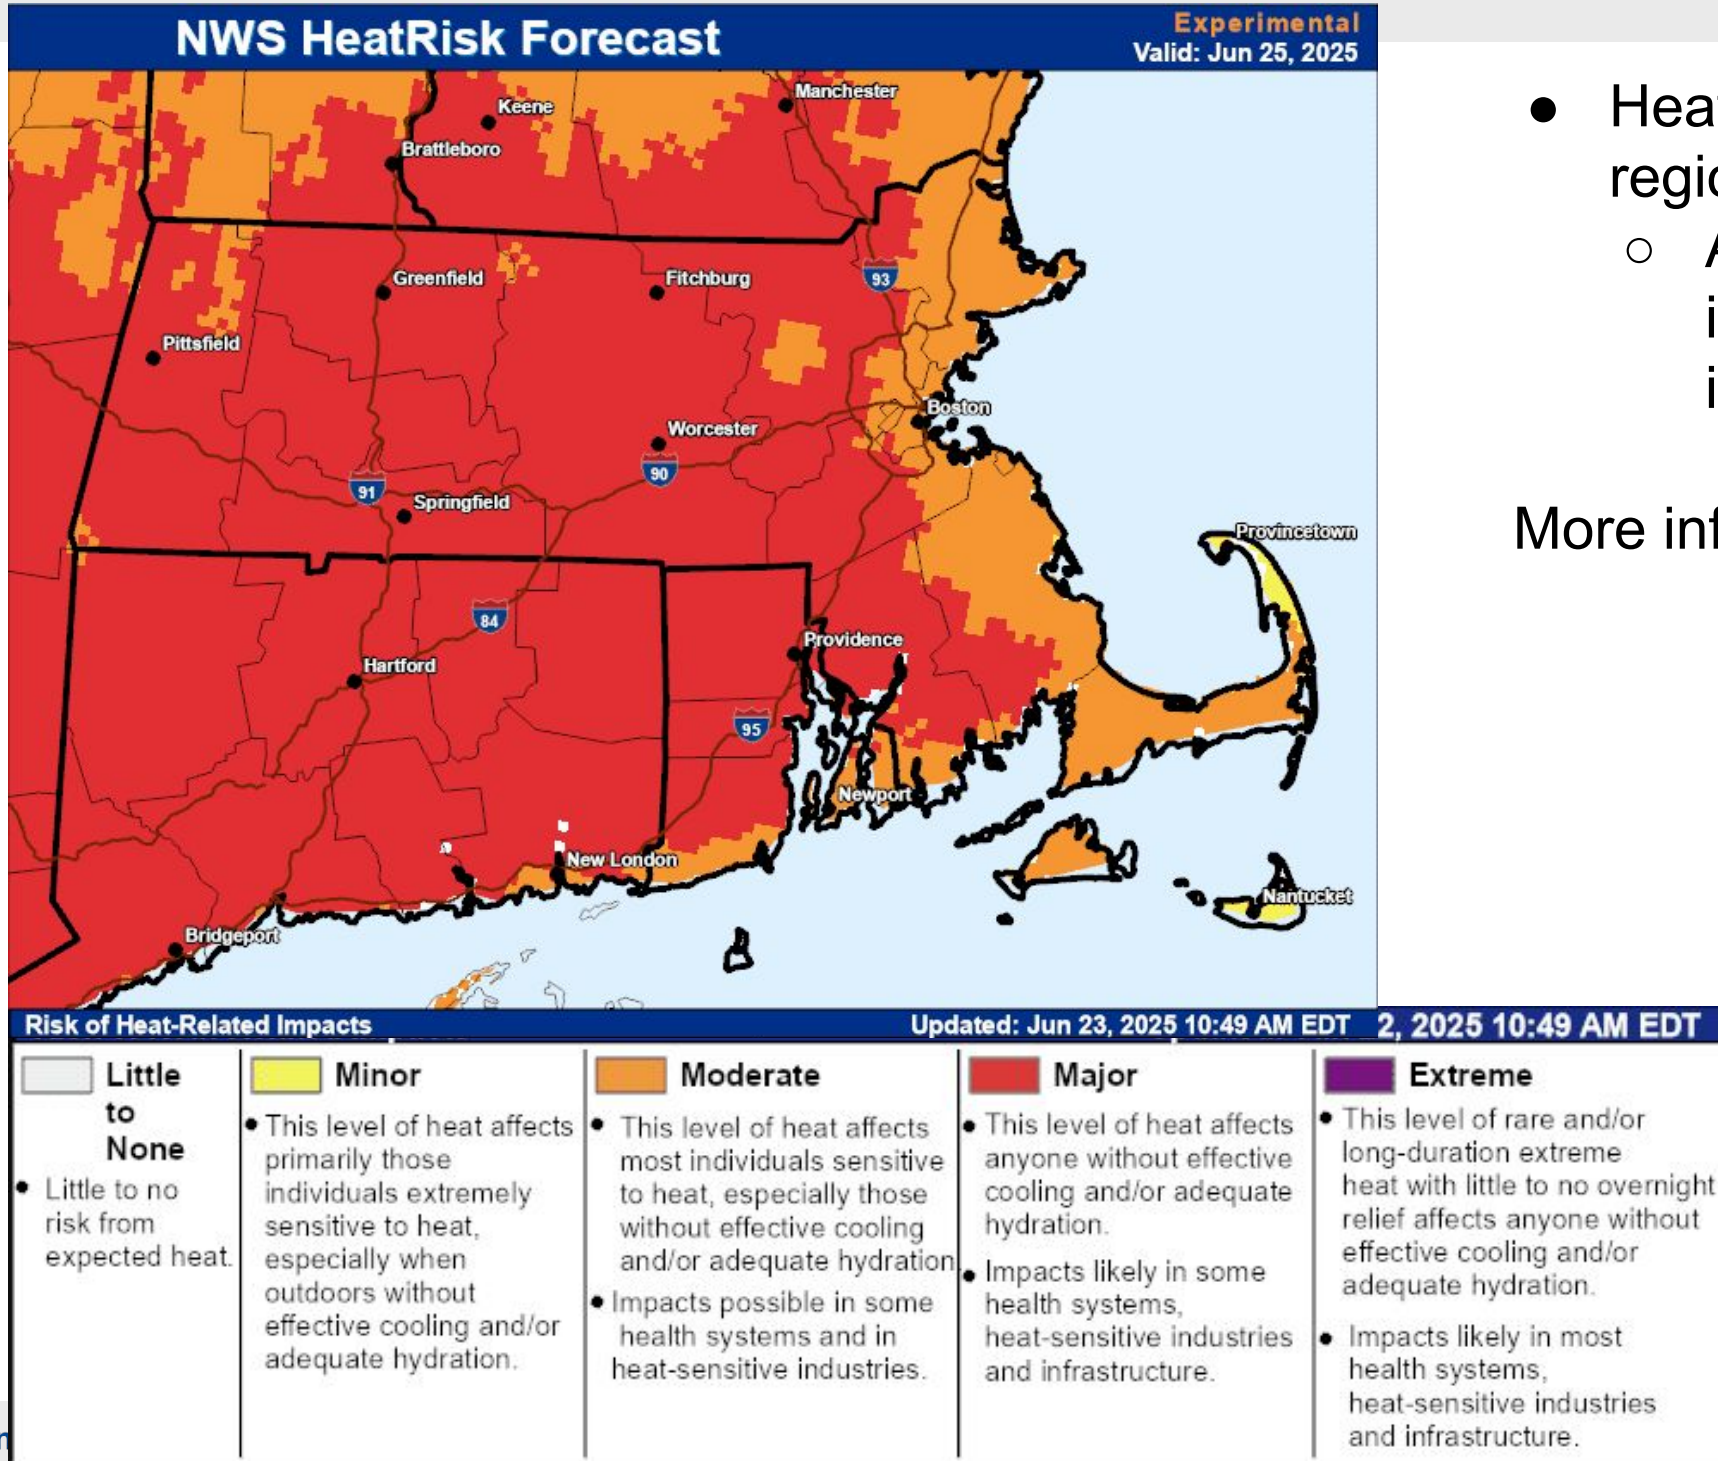 NWS HeatRisk Forecast
Experimental
Valid: Jun 25, 2025
Manchester
Keene
Brattleboro
Greenfield
Fitchburg
93
Pittsfield
Boston
Worcester
90
91
Springfield
Provincetown
84
Providence
Hartford
95
Newport
New London
Nantucket
Bridgeport
Risk of Heat-Related Impacts
Updated: Jun 23, 2025 10:49 AM EDT
2, 2025 10:49 AM EDT
Little
to
None
● Little to no
risk from
expected heat.
Minor
● This level of heat affects
primarily those
individuals extremely
sensitive to heat,
especially when
outdoors without
effective cooling and/or
adequate hydration.
Moderate
● This level of heat affects
most individuals sensitive
to heat, especially those
without effective cooling
and/or adequate hydration
● Impacts possible in some
health systems and in
heat-sensitive industries.
Major
● This level of heat affects
anyone without effective
cooling and/or adequate
hydration.
● Impacts likely in some
health systems,
heat-sensitive industries
and infrastructure.
Extreme
● This level of rare and/or
long-duration extreme
heat with little to no overnight
relief affects anyone without
effective cooling and/or
adequate hydration.
● Impacts likely in most
health systems,
heat-sensitive industries
and infrastructure.
● Hea
regi
○
i
i
More in